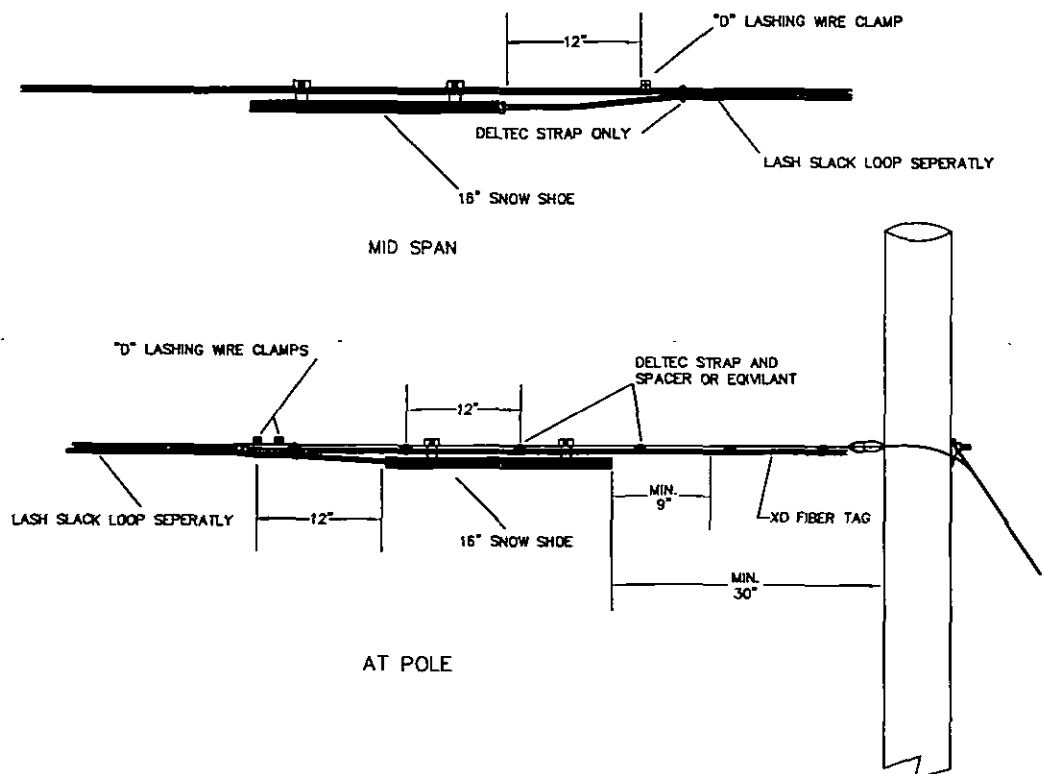 "D" LASHING WIRE CLAMP
12"
DELTEC STRAP ONLY
LASH SLACK LOOP SEPERATLY
16" SNOW SHOE
MID SPAN
"D" LASHING WIRE CLAMPS
DELTEC STRAP AND
SPACER OR EQIVILANT
12"
LASH SLACK LOOP SEPERATLY
12"
16" SNOW SHOE
MIN.
9"
XO FIBER TAG
MIN.
30"
AT POLE